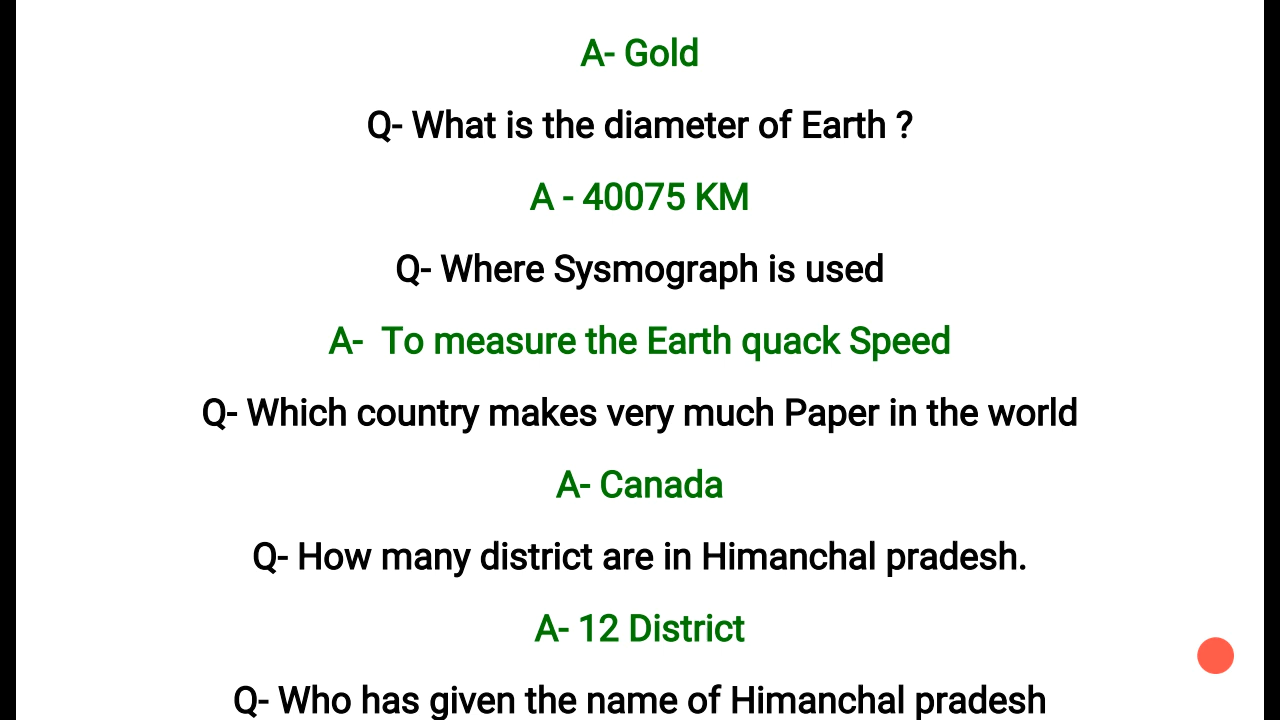 A- Gold
Q- What is the diameter of Earth ?
A - 40075 KM
Q- Where Sysmograph is used
A-  To measure the Earth quack Speed
Q- Which country makes very much Paper in the world
A- Canada
Q- How many district are in Himanchal pradesh.
A- 12 District
Q- Who has given the name of Himanchal pradesh